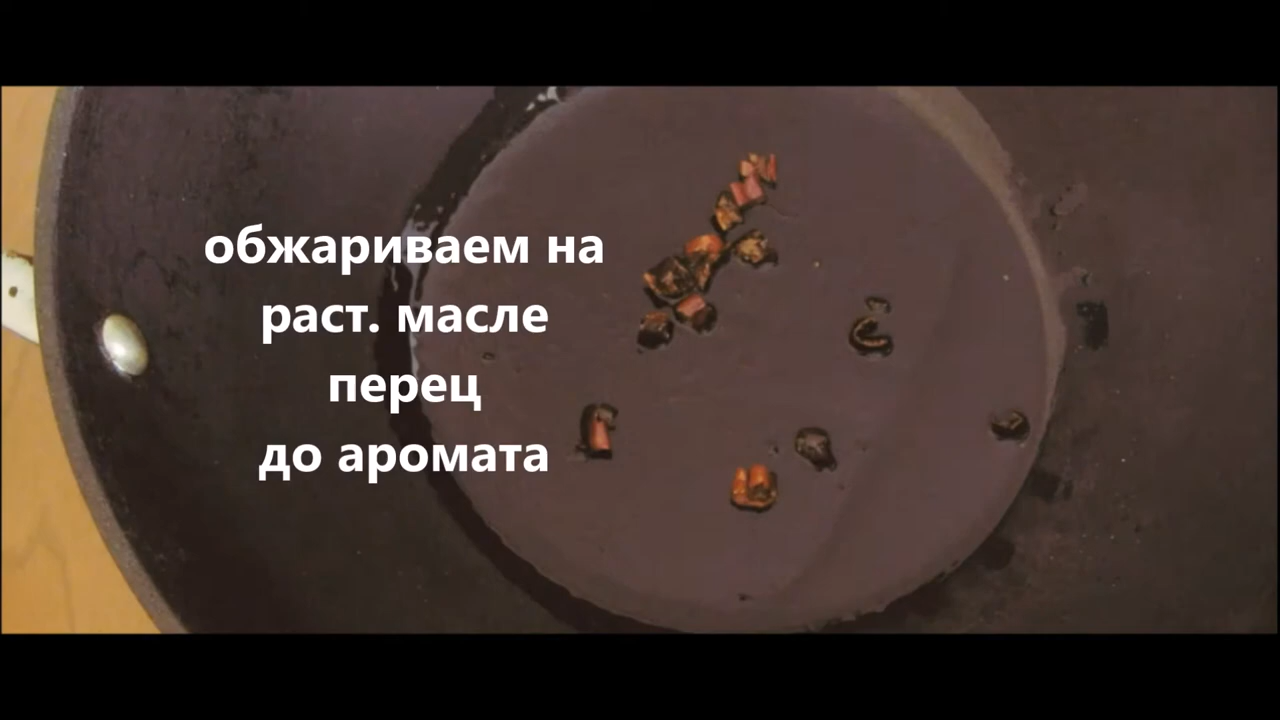 обжариваем на
раст. масле
перец
до аромата